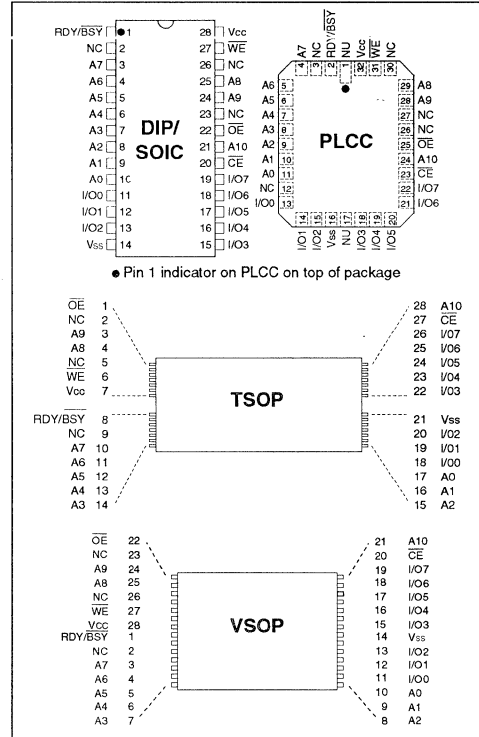 RDY/BSY 1 28 Vcc
NC 2 27 WE
A7 3 26 NC
A6 4 25 A8
A5 5 24 A9
A4 6 23 NC
A3 7 22 OE
A2 8 21 A10
A1 9 20 CE
A0 10 19 I/O7
I/O0 11 18 I/O6
I/O1 12 17 I/O5
I/O2 13 16 I/O4
Vss 14 15 I/O3
DIP/
SOIC
A7 NC RDY/BSY NU Vcc WE NC
4 3 2 1 32 31 30
A6 5 29 A8
A5 6 28 A9
A4 7 27 NC
A3 8 26 NC
A2 9 25 OE
A1 10 24 A10
A0 11 23 CE
NC 12 22 I/O7
I/O0 13 21 I/O6
PLCC
14 15 16 17 18 19 20
I/O1 I/O2 Vss NU I/O3 I/O4 I/O5
● Pin 1 indicator on PLCC on top of package
OE 1 28 A10
NC 2 27 CE
A9 3 26 I/O7
A8 4 25 I/O6
NC 5 24 I/O5
WE 6 23 I/O4
Vcc 7 22 I/O3
TSOP
RDY/BSY 8 21 Vss
NC 9 20 I/O2
A7 10 19 I/O1
A6 11 18 I/O0
A5 12 17 A0
A4 13 16 A1
A3 14 15 A2
OE 22 21 A10
NC 23 20 CE
A9 24 19 I/O7
A8 25 18 I/O6
NC 26 17 I/O5
WE 27 16 I/O4
Vcc 28 15 I/O3
RDY/BSY 1 14 Vss
NC 2 13 I/O2
A7 3 12 I/O1
A6 4 11 I/O0
A5 5 10 A0
A4 6 9 A1
A3 7 8 A2
VSOP